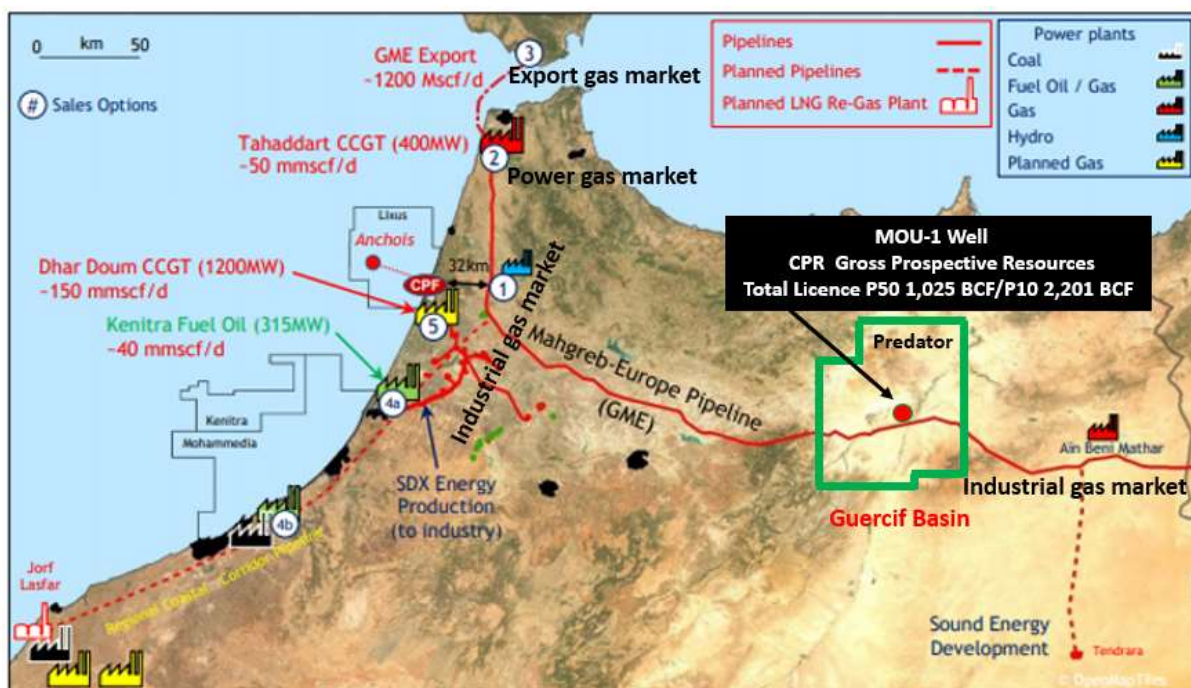 0 km 50
# Sales Options
GME Export
~1200 Mscf/d
3
Export gas market
Pipelines
Planned Pipelines
Planned LNG Re-Gas Plant
Power plants
Coal
Fuel Oil / Gas
Gas
Hydro
Planned Gas
Tahaddart CCGT (400MW)
~50 mmscf/d
2
Power gas market
Lixus
Anchois
32km
CPF
1
Dhar Doum CCGT (1200MW)
~150 mmscf/d
5
Kenitra Fuel Oil (315MW)
~40 mmscf/d
4a
Industrial gas market
Mahgreb-Europe Pipeline
(GME)
MOU-1 Well
CPR Gross Prospective Resources
Total Licence P50 1,025 BCF/P10 2,201 BCF
Predator
Aïn Beni Mathar
Industrial gas market
Guercif Basin
Kenitra
Mohammedia
SDX Energy
Production
(to industry)
4b
Regional Coastal Corridor Pipeline
Jorf
Lasfar
Sound Energy
Development
Tendrara
© OpenMapTiles